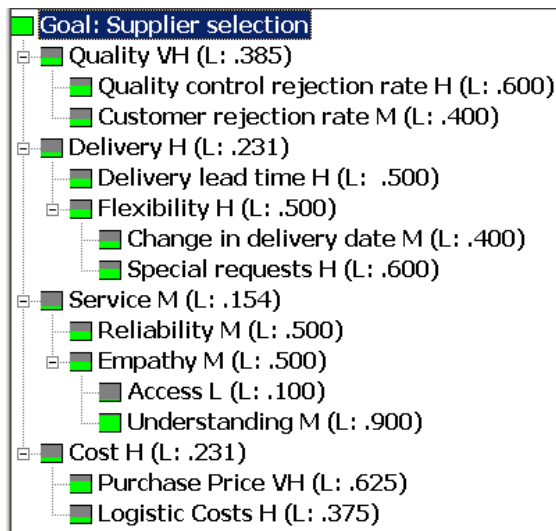 Goal: Supplier selection
Quality VH (L: .385)
Quality control rejection rate H (L: .600)
Customer rejection rate M (L: .400)
Delivery H (L: .231)
Delivery lead time H (L: .500)
Flexibility H (L: .500)
Change in delivery date M (L: .400)
Special requests H (L: .600)
Service M (L: .154)
Reliability M (L: .500)
Empathy M (L: .500)
Access L (L: .100)
Understanding M (L: .900)
Cost H (L: .231)
Purchase Price VH (L: .625)
Logistic Costs H (L: .375)